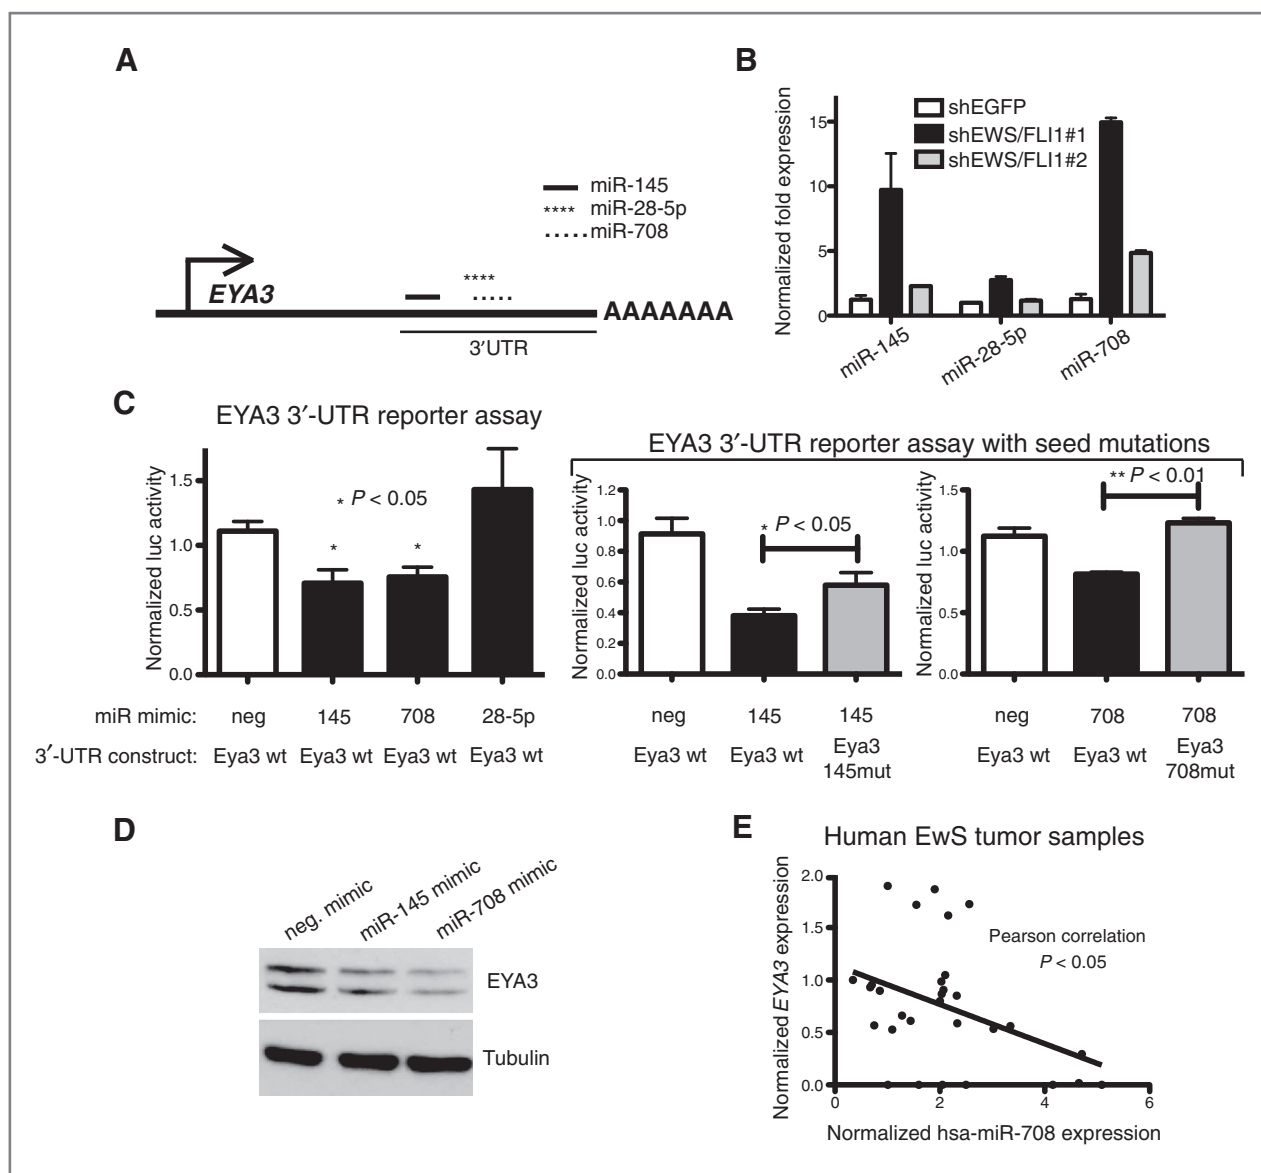 A
miR-145
**** miR-28-5p
.....miR-708
EYA3
****
.....
AAAAAAA
3′UTR
B
Normalized fold expression
15
10
5
0
shEGFP
shEWS/FLI1#1
shEWS/FLI1#2
miR-145
miR-28-5p
miR-708
C
EYA3 3′-UTR reporter assay
Normalized luc activity
1.5
1.0
0.5
0.0
* P < 0.05
*
*
EYA3 3′-UTR reporter assay with seed mutations
Normalized luc activity
1.2
1.0
0.8
0.6
0.4
0.2
0.0
* P < 0.05
Normalized luc activity
1.5
1.0
0.5
0.0
** P < 0.01
miR mimic: neg 145 708 28-5p
3′-UTR construct: Eya3 wt Eya3 wt Eya3 wt Eya3 wt
neg 145 145
Eya3 wt Eya3 wt Eya3
145mut
neg 708 708
Eya3 wt Eya3 wt Eya3
708mut
D
neg. mimic
miR-145 mimic
miR-708 mimic
EYA3
Tubulin
E
Human EwS tumor samples
Normalized EYA3 expression
2.0
1.5
1.0
0.5
0.0
Pearson correlation
P < 0.05
0 2 4 6
Normalized hsa-miR-708 expression